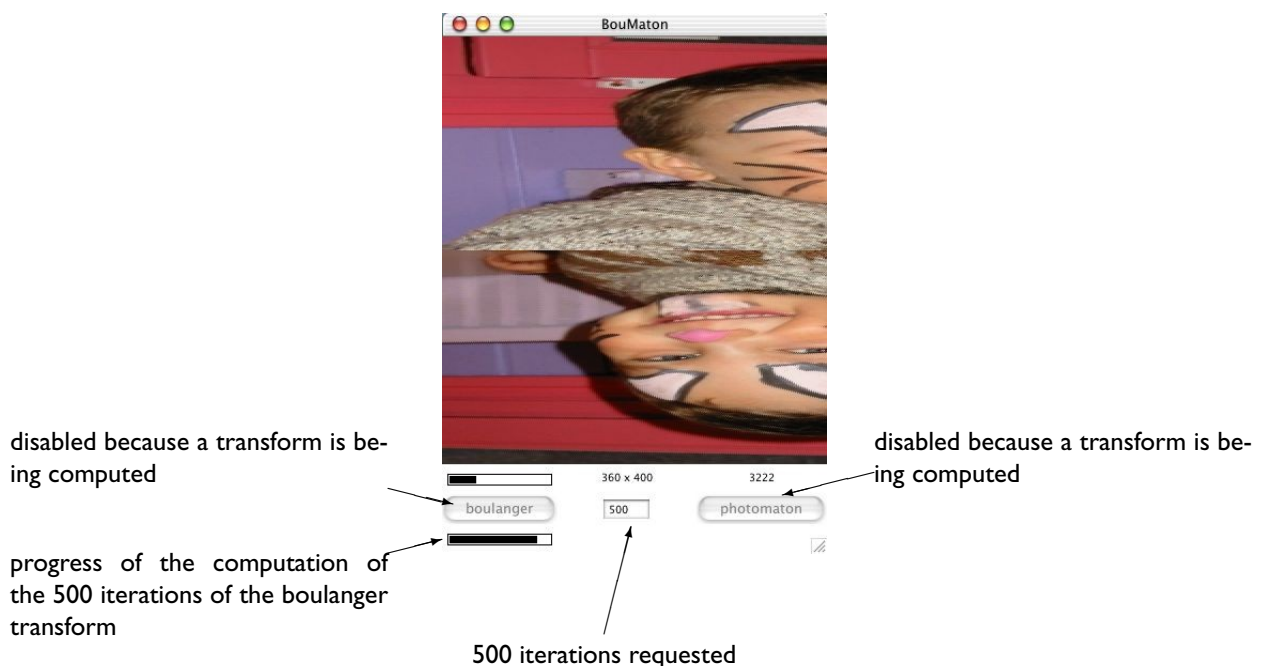 BouMaton
disabled because a transform is be-
ing computed
disabled because a transform is be-
ing computed
360 x 400
3222
boulanger
500
photomaton
progress of the computation of
the 500 iterations of the boulanger
transform
500 iterations requested